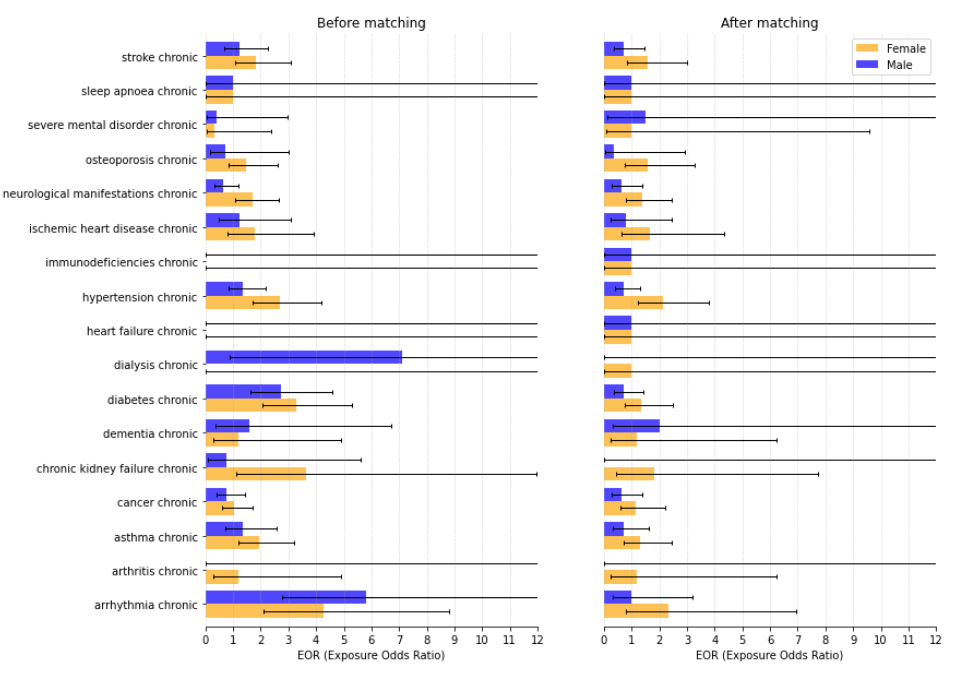 Before matching
After matching
stroke chronic
sleep apnoea chronic
severe mental disorder chronic
osteoporosis chronic
neurological manifestations chronic
ischemic heart disease chronic
immunodeficiencies chronic
hypertension chronic
heart failure chronic
dialysis chronic
diabetes chronic
dementia chronic
chronic kidney failure chronic
cancer chronic
asthma chronic
arthritis chronic
arrhythmia chronic
0 1 2 3 4 5 6 7 8 9 10 11 12
EOR (Exposure Odds Ratio)
Female
Male
0 1 2 3 4 5 6 7 8 9 10 11 12
EOR (Exposure Odds Ratio)